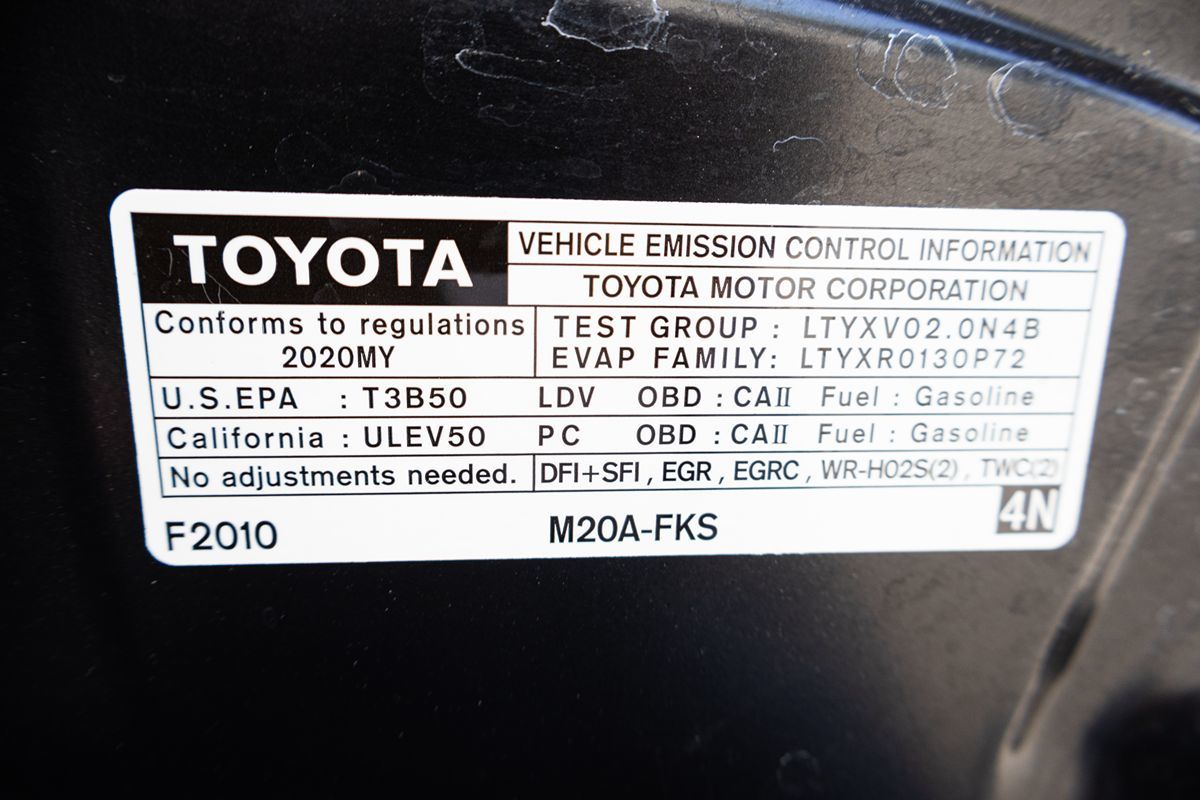 TOYOTA
VEHICLE EMISSION CONTROL INFORMATION
TOYOTA MOTOR CORPORATION
Conforms to regulations
2020MY
TEST GROUP : LTYXV02.0N4B
EVAP FAMILY: LTYXR0130P72
U.S.EPA : T3B50 LDV OBD : CAII Fuel : Gasoline
California : ULEV50 PC OBD : CAII Fuel : Gasoline
No adjustments needed.
DFI+SFI, EGR, EGRC, WR-HO2S(2), TWC(2)
4N
F2010
M20A-FKS